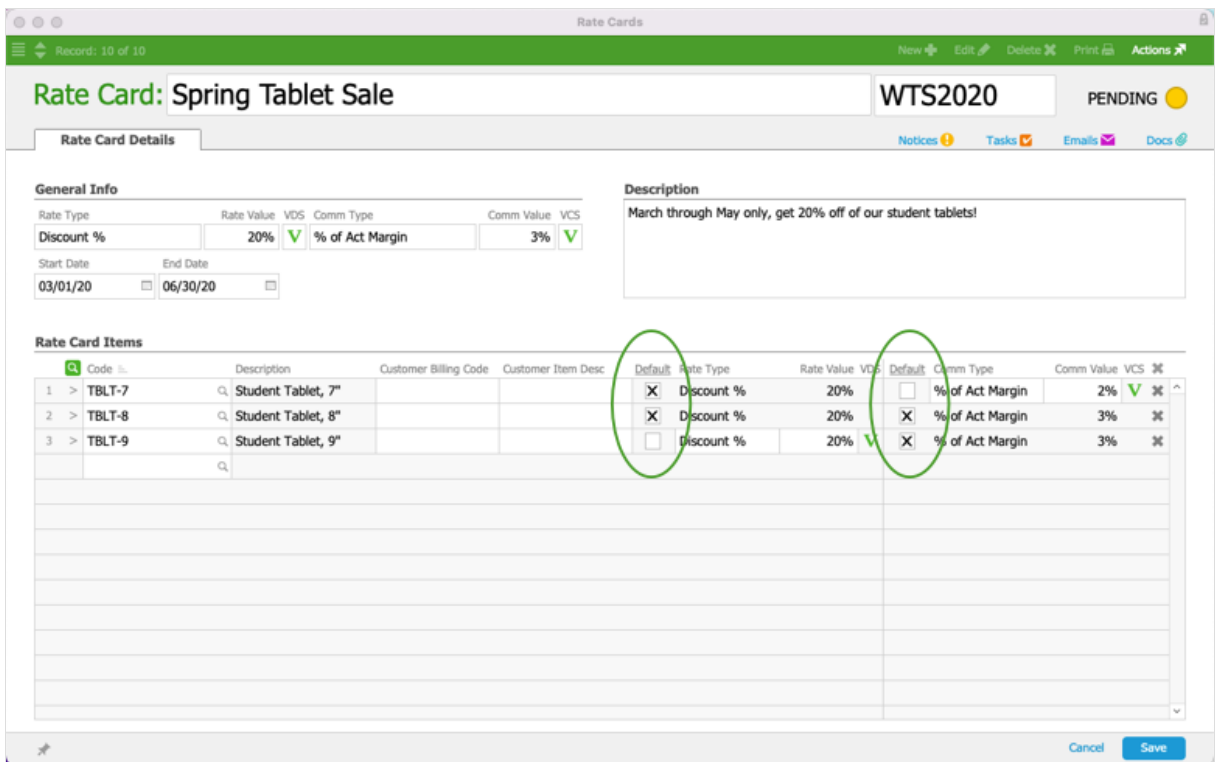 Rate Cards
Record: 10 of 10 New Edit Delete Print Actions
Rate Card: Spring Tablet Sale WTS2020 PENDING
Rate Card Details Notices Tasks Emails Docs
General Info Description
Rate Type Rate Value VDS Comm Type Comm Value VCS March through May only, get 20% off of our student tablets!
Discount % 20% V % of Act Margin 3% V
Start Date End Date
03/01/20 06/30/20
Rate Card Items
Code Description Customer Billing Code Customer Item Desc Default Rate Type Rate Value VDS Default Comm Type Comm Value VCS
1 > TBLT-7 Student Tablet, 7" X Discount % 20% % of Act Margin 2% V
2 > TBLT-8 Student Tablet, 8" X Discount % 20% X % of Act Margin 3%
3 > TBLT-9 Student Tablet, 9" Discount % 20% V X % of Act Margin 3%
Cancel Save